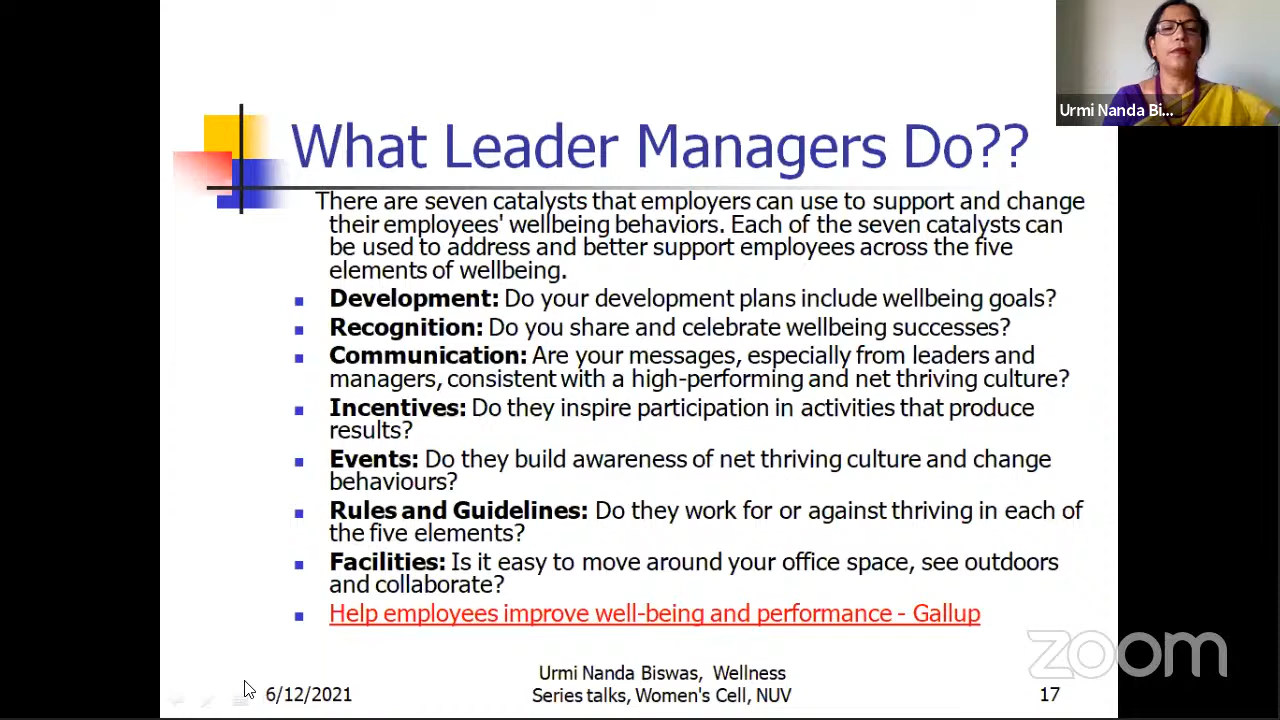 Urmi Nanda Bi...
What Leader Managers Do??
There are seven catalysts that employers can use to support and change
their employees' wellbeing behaviors. Each of the seven catalysts can
be used to address and better support employees across the five
elements of wellbeing.
Development: Do your development plans include wellbeing goals?
Recognition: Do you share and celebrate wellbeing successes?
Communication: Are your messages, especially from leaders and
managers, consistent with a high-performing and net thriving culture?
Incentives: Do they inspire participation in activities that produce
results?
Events: Do they build awareness of net thriving culture and change
behaviours?
Rules and Guidelines: Do they work for or against thriving in each of
the five elements?
Facilities: Is it easy to move around your office space, see outdoors
and collaborate?
Help employees improve well-being and performance - Gallup
zoom
6/12/2021
Urmi Nanda Biswas, Wellness
Series talks, Women's Cell, NUV
17